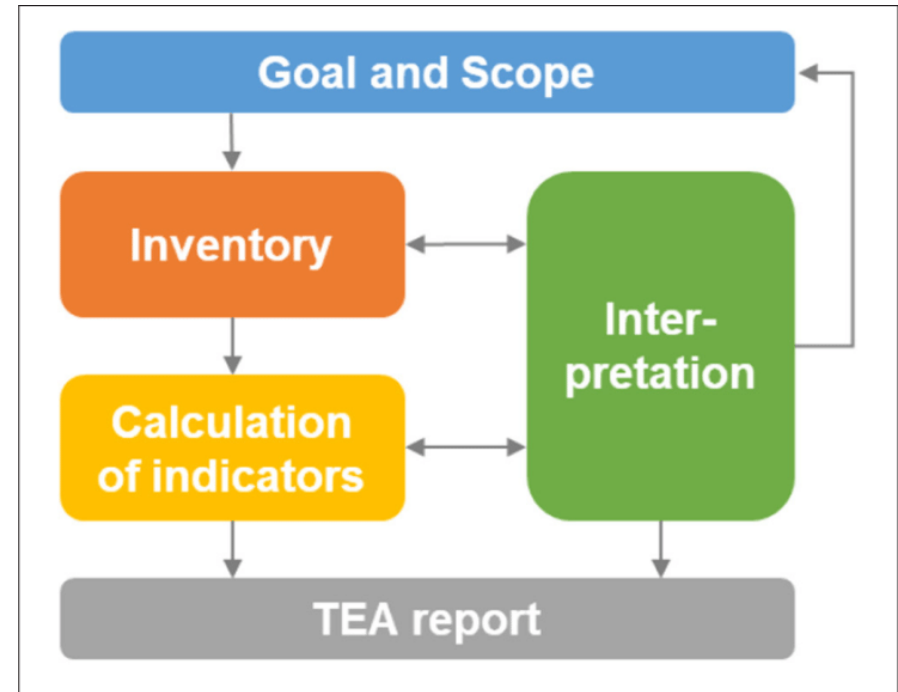 Goal and Scope
Inventory
Inter-
pretation
Calculation
of indicators
TEA report